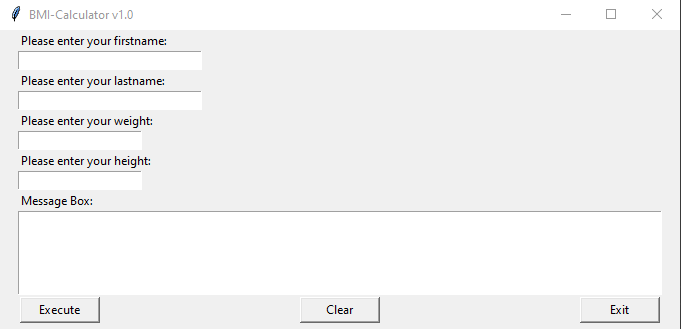 BMI-Calculator v1.0
Please enter your firstname:
Please enter your lastname:
Please enter your weight:
Please enter your height:
Message Box:
Execute Clear Exit